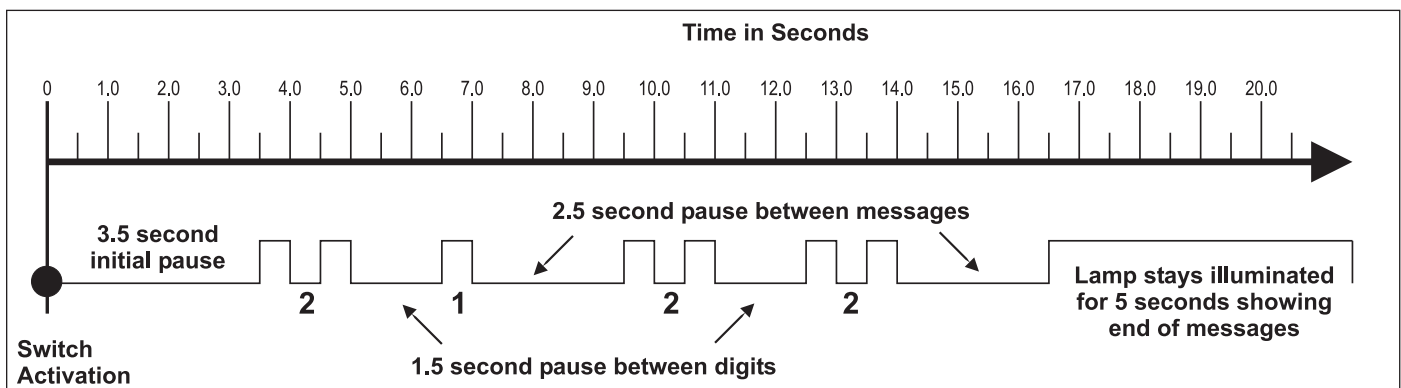 Time in Seconds
0 1.0 2.0 3.0 4.0 5.0 6.0 7.0 8.0 9.0 10.0 11.0 12.0 13.0 14.0 15.0 16.0 17.0 18.0 19.0 20.0
2.5 second pause between messages
3.5 second
initial pause
2 1 2 2
Lamp stays illuminated
for 5 seconds showing
end of messages
1.5 second pause between digits
Switch
Activation